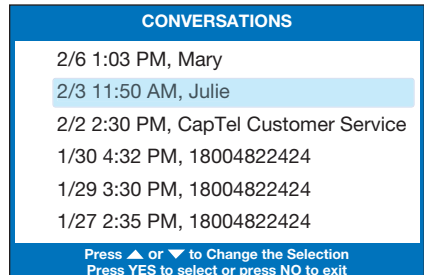 CONVERSATIONS
2/6 1:03 PM, Mary
2/3 11:50 AM, Julie
2/2 2:30 PM, CapTel Customer Service
1/30 4:32 PM, 18004822424
1/29 3:30 PM, 18004822424
1/27 2:35 PM, 18004822424
Press ▲ or ▼ to Change the Selection
Press YES to select or press NO to exit